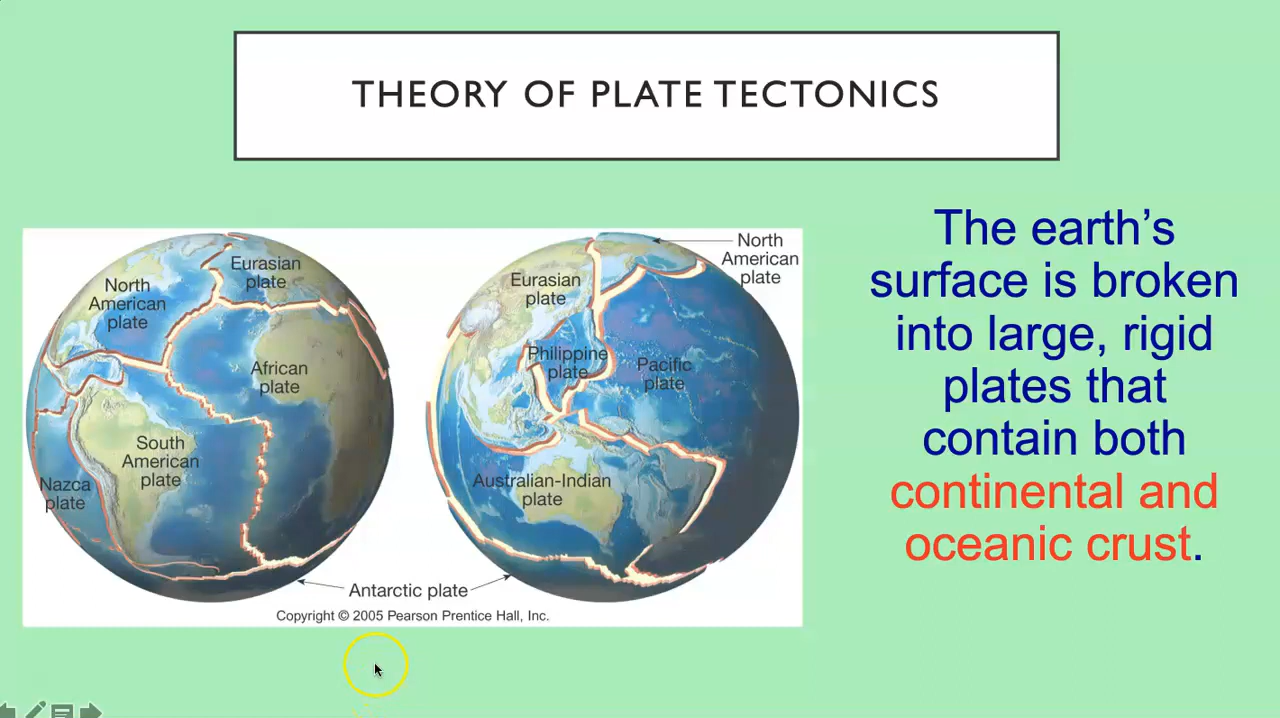 THEORY OF PLATE TECTONICS
North
American
plate
Eurasian
plate
African
plate
South
American
plate
Nazca
plate
Eurasian
plate
North
American
plate
Philippine
plate
Pacific
plate
Australian-Indian
plate
Antarctic plate
Copyright © 2005 Pearson Prentice Hall, Inc.
The earth’s
surface is broken
into large, rigid
plates that
contain both
continental and
oceanic crust.